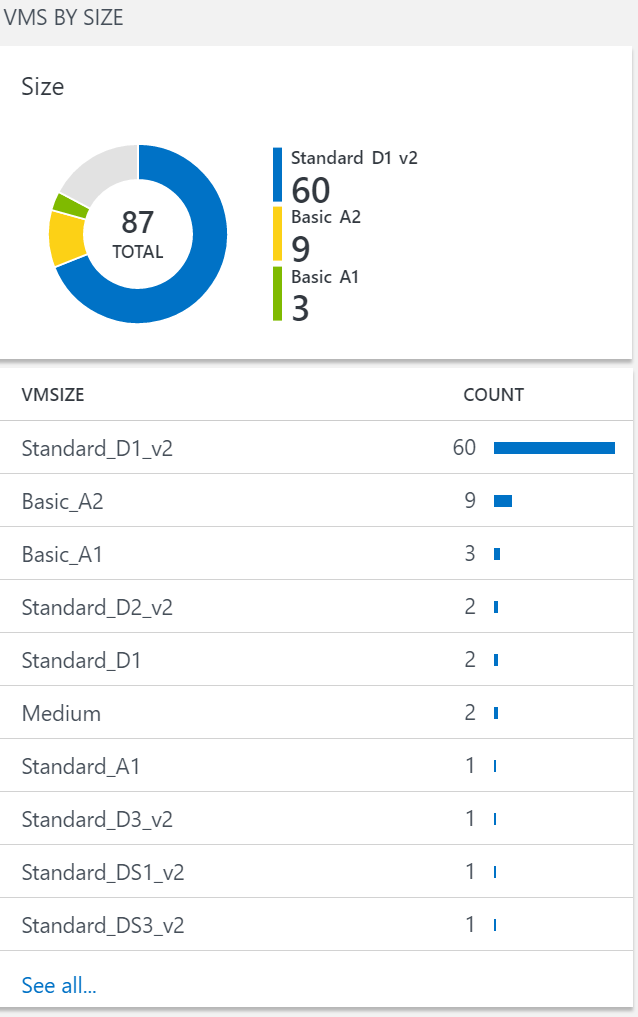 VMS BY SIZE
Size
87
TOTAL
Standard D1 v2
60
Basic A2
9
Basic A1
3
VMSIZE COUNT
Standard_D1_v2 60
Basic_A2 9
Basic_A1 3
Standard_D2_v2 2
Standard_D1 2
Medium 2
Standard_A1 1
Standard_D3_v2 1
Standard_DS1_v2 1
Standard_DS3_v2 1
See all...